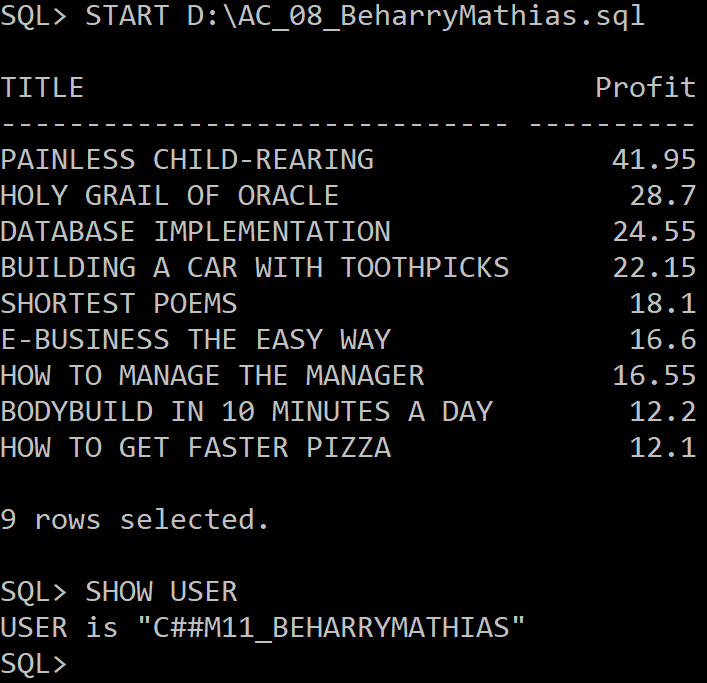 SQL> START D:\AC_08_BeharryMathias.sql
TITLE                              Profit
------------------------------ ----------
PAINLESS CHILD-REARING              41.95
HOLY GRAIL OF ORACLE                 28.7
DATABASE IMPLEMENTATION             24.55
BUILDING A CAR WITH TOOTHPICKS      22.15
SHORTEST POEMS                       18.1
E-BUSINESS THE EASY WAY              16.6
HOW TO MANAGE THE MANAGER           16.55
BODYBUILD IN 10 MINUTES A DAY        12.2
HOW TO GET FASTER PIZZA              12.1
9 rows selected.
SQL> SHOW USER
USER is "C##M11_BEHARRYMATHIAS"
SQL>